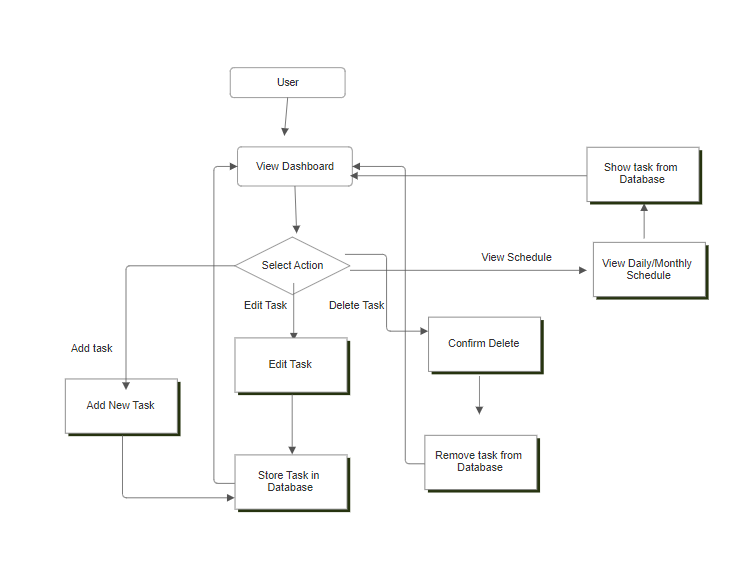 User
View Dashboard
Show task from
Database
Select Action
View Schedule
View Daily/Monthly
Schedule
Edit Task
Delete Task
Add task
Confirm Delete
Edit Task
Add New Task
Store Task in
Database
Remove task from
Database